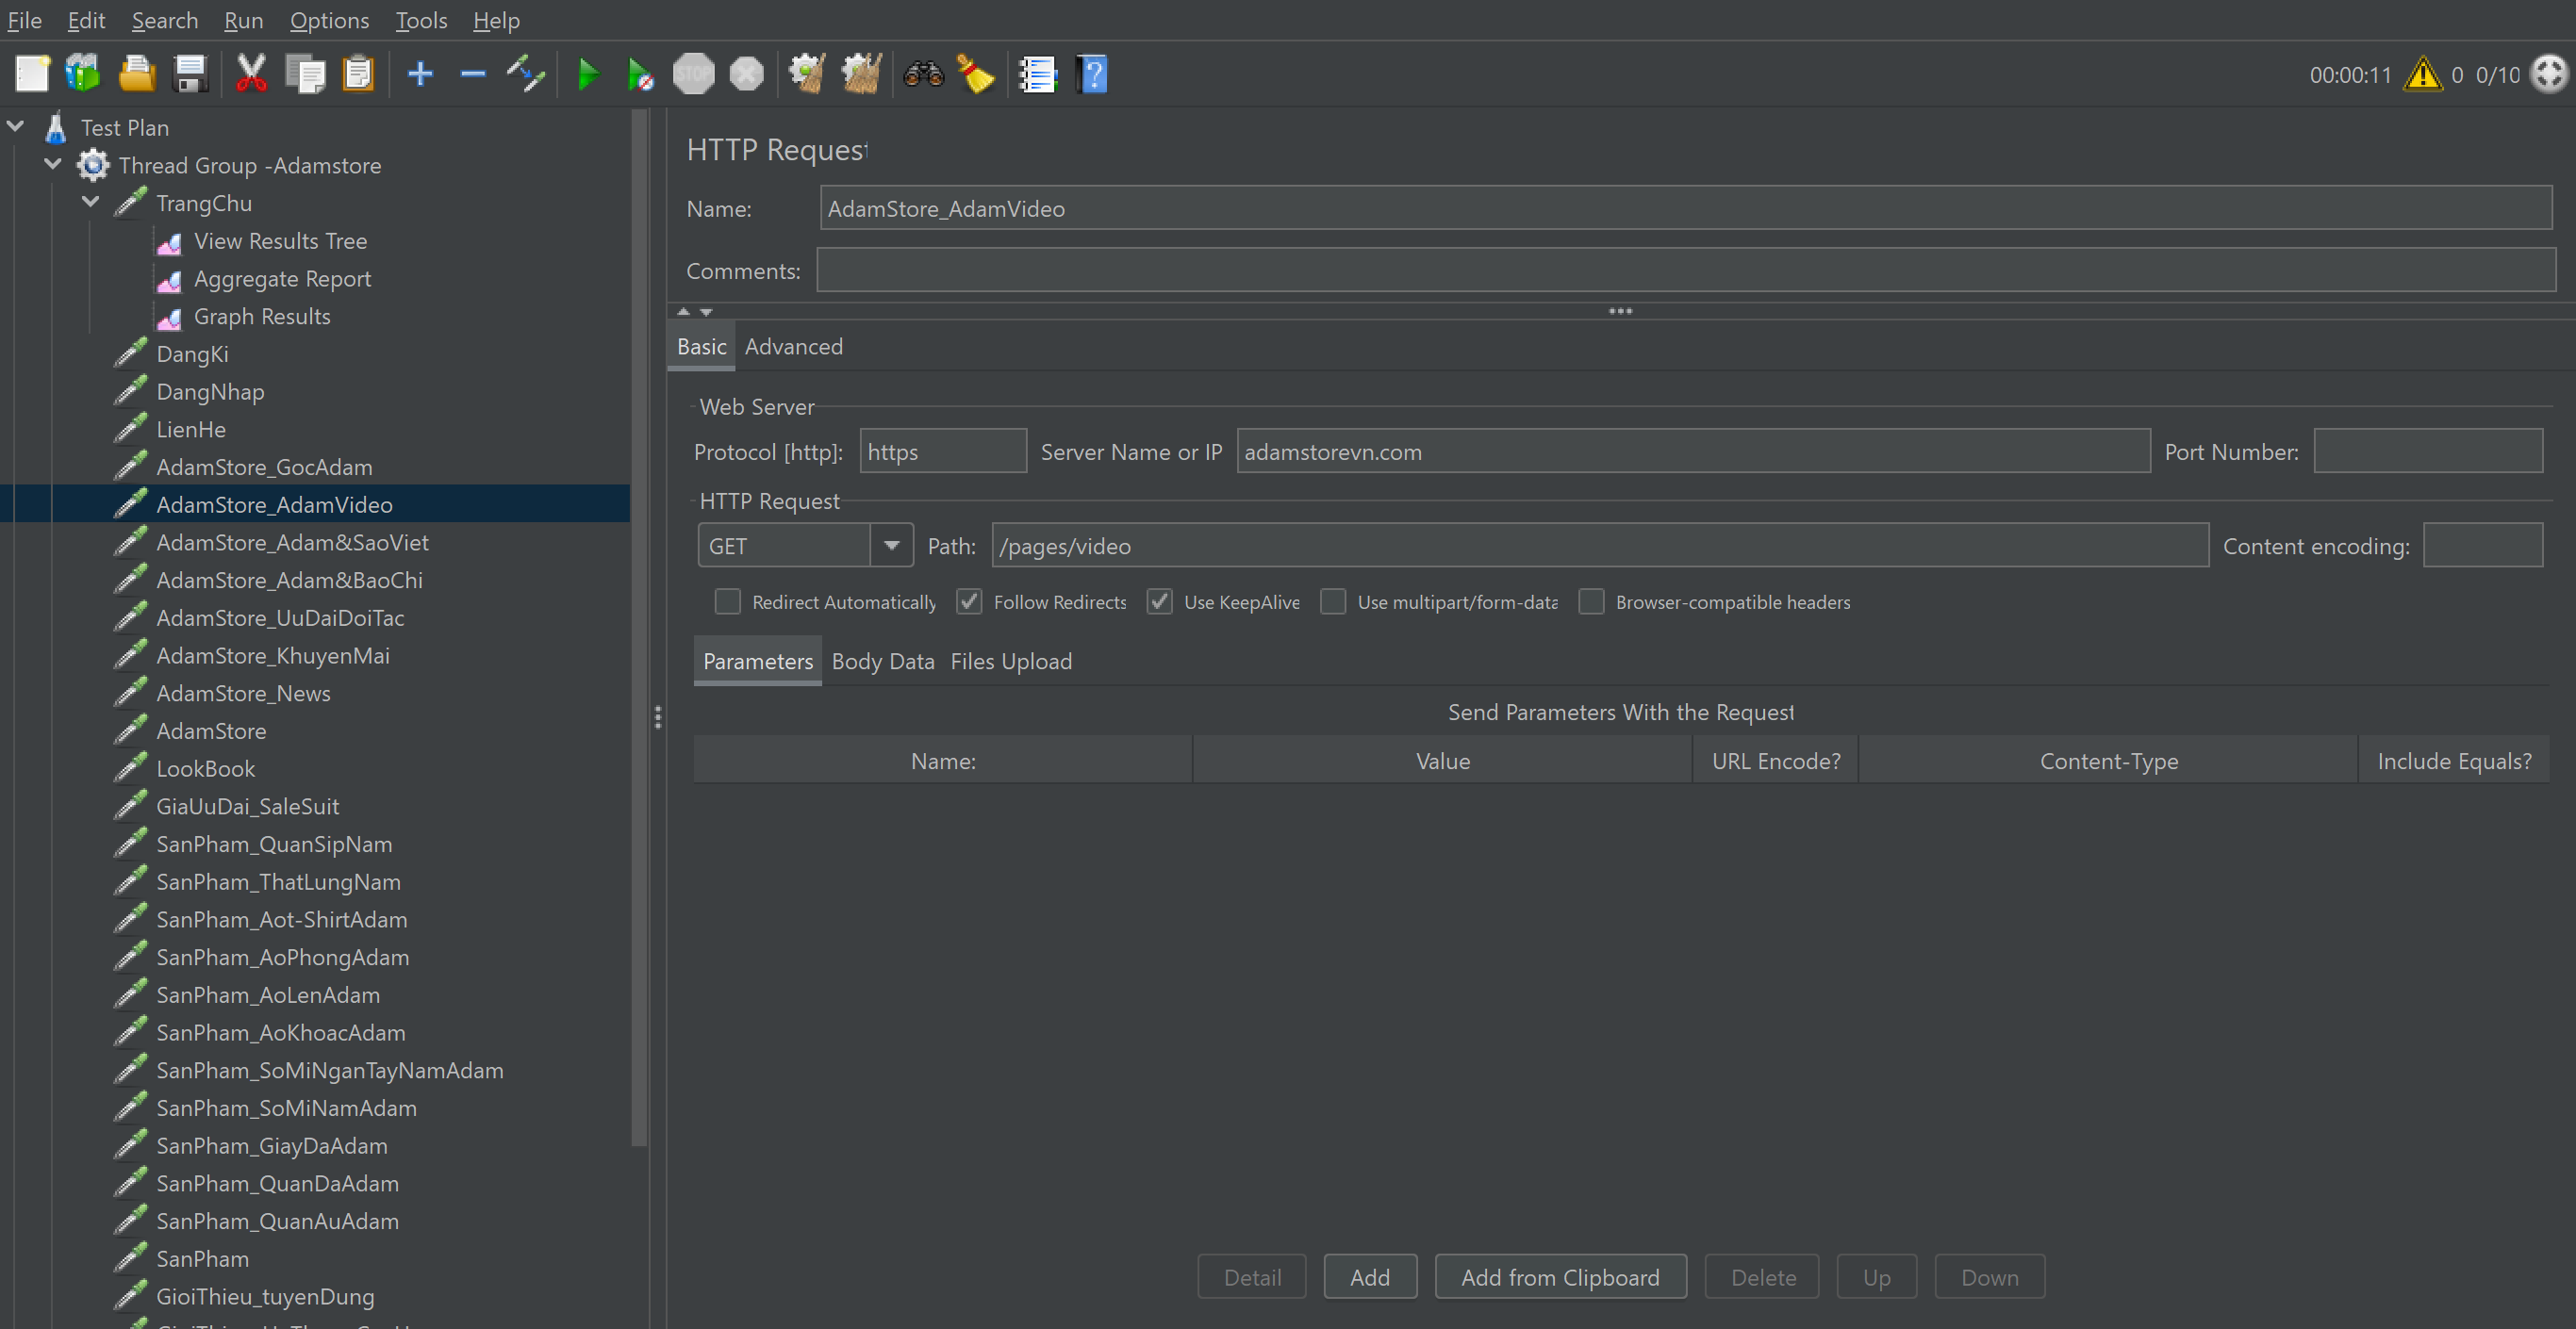 File Edit Search Run Options Tools Help
STOP
00:00:11 0 0/10
Test Plan
Thread Group -Adamstore
TrangChu
View Results Tree
Aggregate Report
Graph Results
DangKi
DangNhap
LienHe
AdamStore_GocAdam
AdamStore_AdamVideo
AdamStore_Adam&SaoViet
AdamStore_Adam&BaoChi
AdamStore_UuDaiDoiTac
AdamStore_KhuyenMai
AdamStore_News
AdamStore
LookBook
GiaUuDai_SaleSuit
SanPham_QuanSipNam
SanPham_ThatLungNam
SanPham_Aot-ShirtAdam
SanPham_AoPhongAdam
SanPham_AoLenAdam
SanPham_AoKhoacAdam
SanPham_SoMiNganTayNamAdam
SanPham_SoMiNamAdam
SanPham_GiayDaAdam
SanPham_QuanDaAdam
SanPham_QuanAuAdam
SanPham
GioiThieu_tuyenDung
HTTP Request
Name: AdamStore_AdamVideo
Comments:
Basic Advanced
Web Server
Protocol [http]: https Server Name or IP adamstorevn.com Port Number:
HTTP Request
GET Path: /pages/video Content encoding:
Redirect Automatically Follow Redirects Use KeepAlive Use multipart/form-data Browser-compatible headers
Parameters Body Data Files Upload
Send Parameters With the Request
Name: Value URL Encode? Content-Type Include Equals?
Detail Add Add from Clipboard Delete Up Down